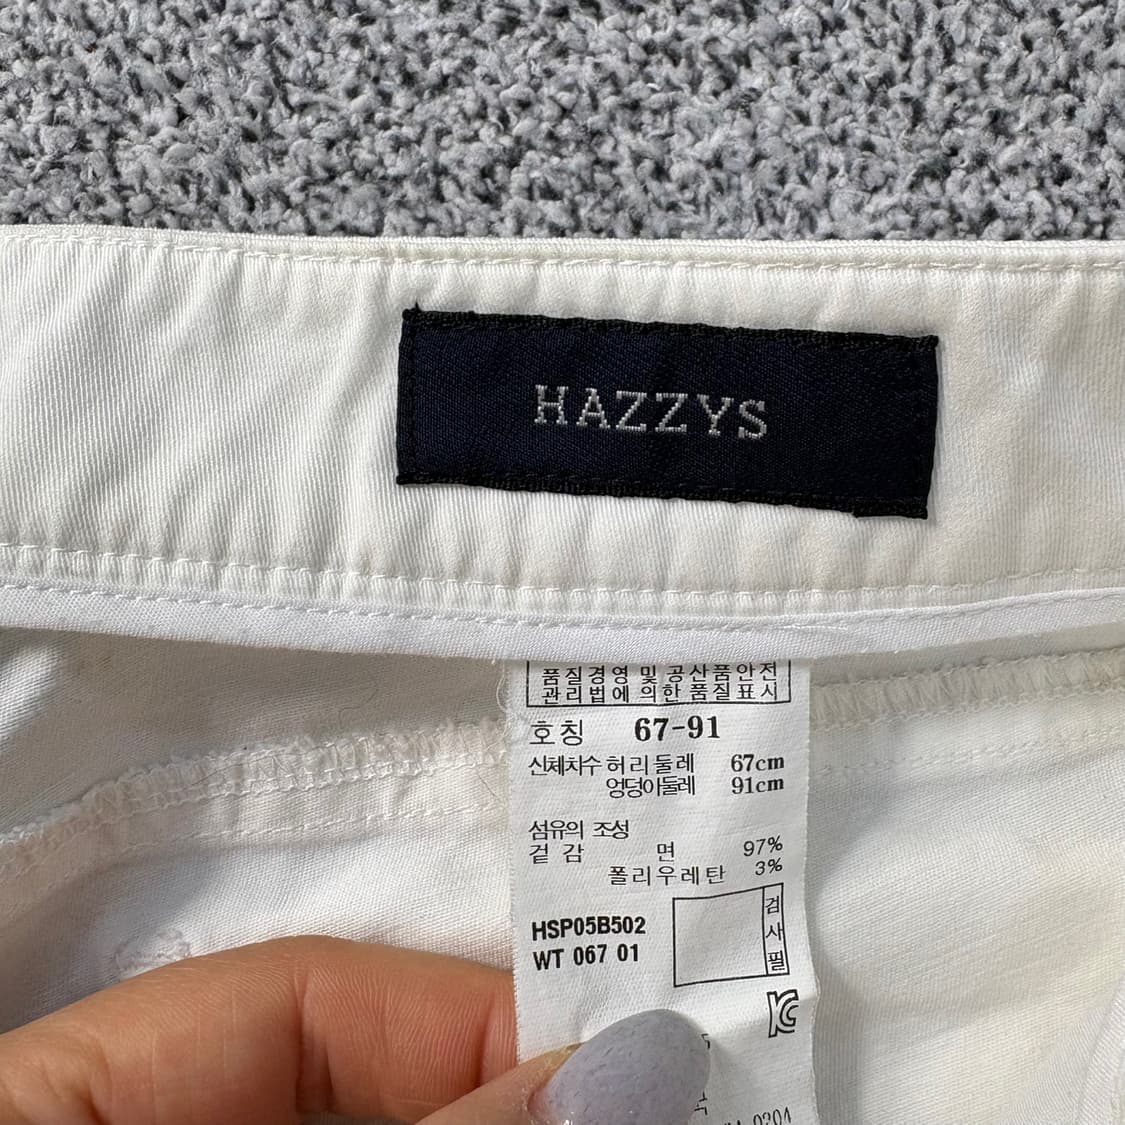 HAZZYS
품질경영 및 공산품안전
관리법에 의한 품질표시
호칭 67-91
신체치수 허리둘레 67cm
엉덩이둘레 91cm
섬유의 조성
겉감 면 97%
폴리우레탄 3%
HSP05B502
WT 067 01
검사필